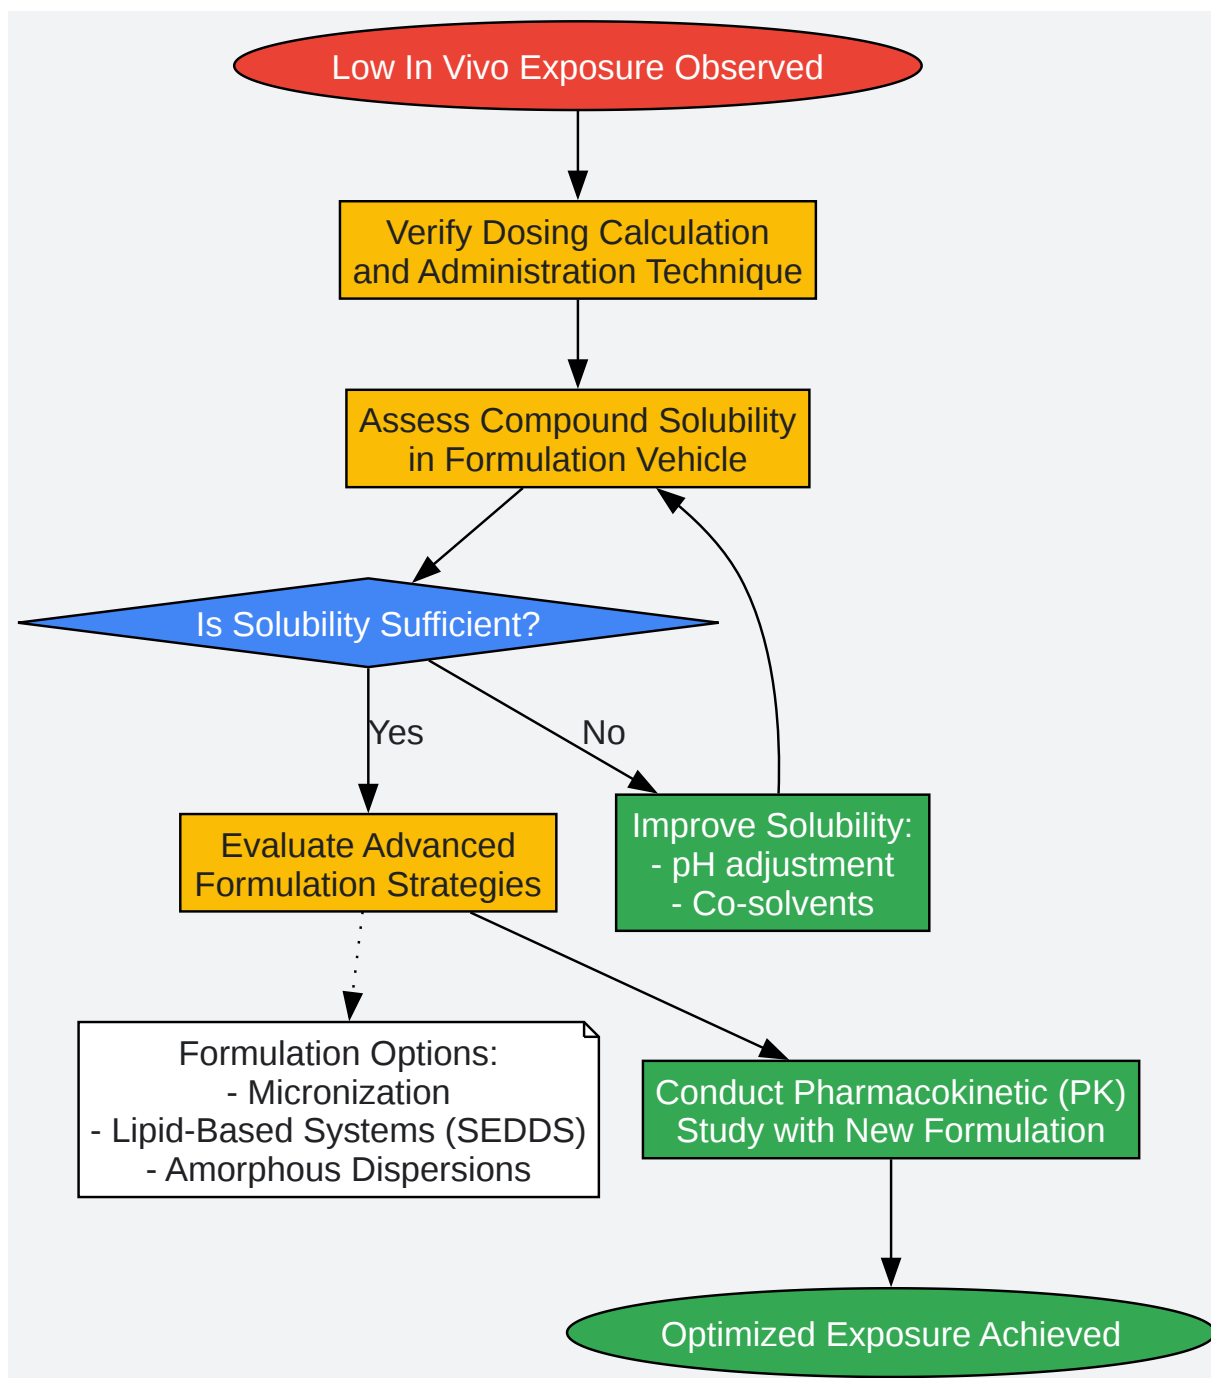 Low In Vivo Exposure Observed
Verify Dosing Calculation
and Administration Technique
Assess Compound Solubility
in Formulation Vehicle
Is Solubility Sufficient?
Yes
No
Evaluate Advanced
Formulation Strategies
Improve Solubility:
- pH adjustment
- Co-solvents
Formulation Options:
- Micronization
- Lipid-Based Systems (SEDDS)
- Amorphous Dispersions
Conduct Pharmacokinetic (PK)
Study with New Formulation
Optimized Exposure Achieved